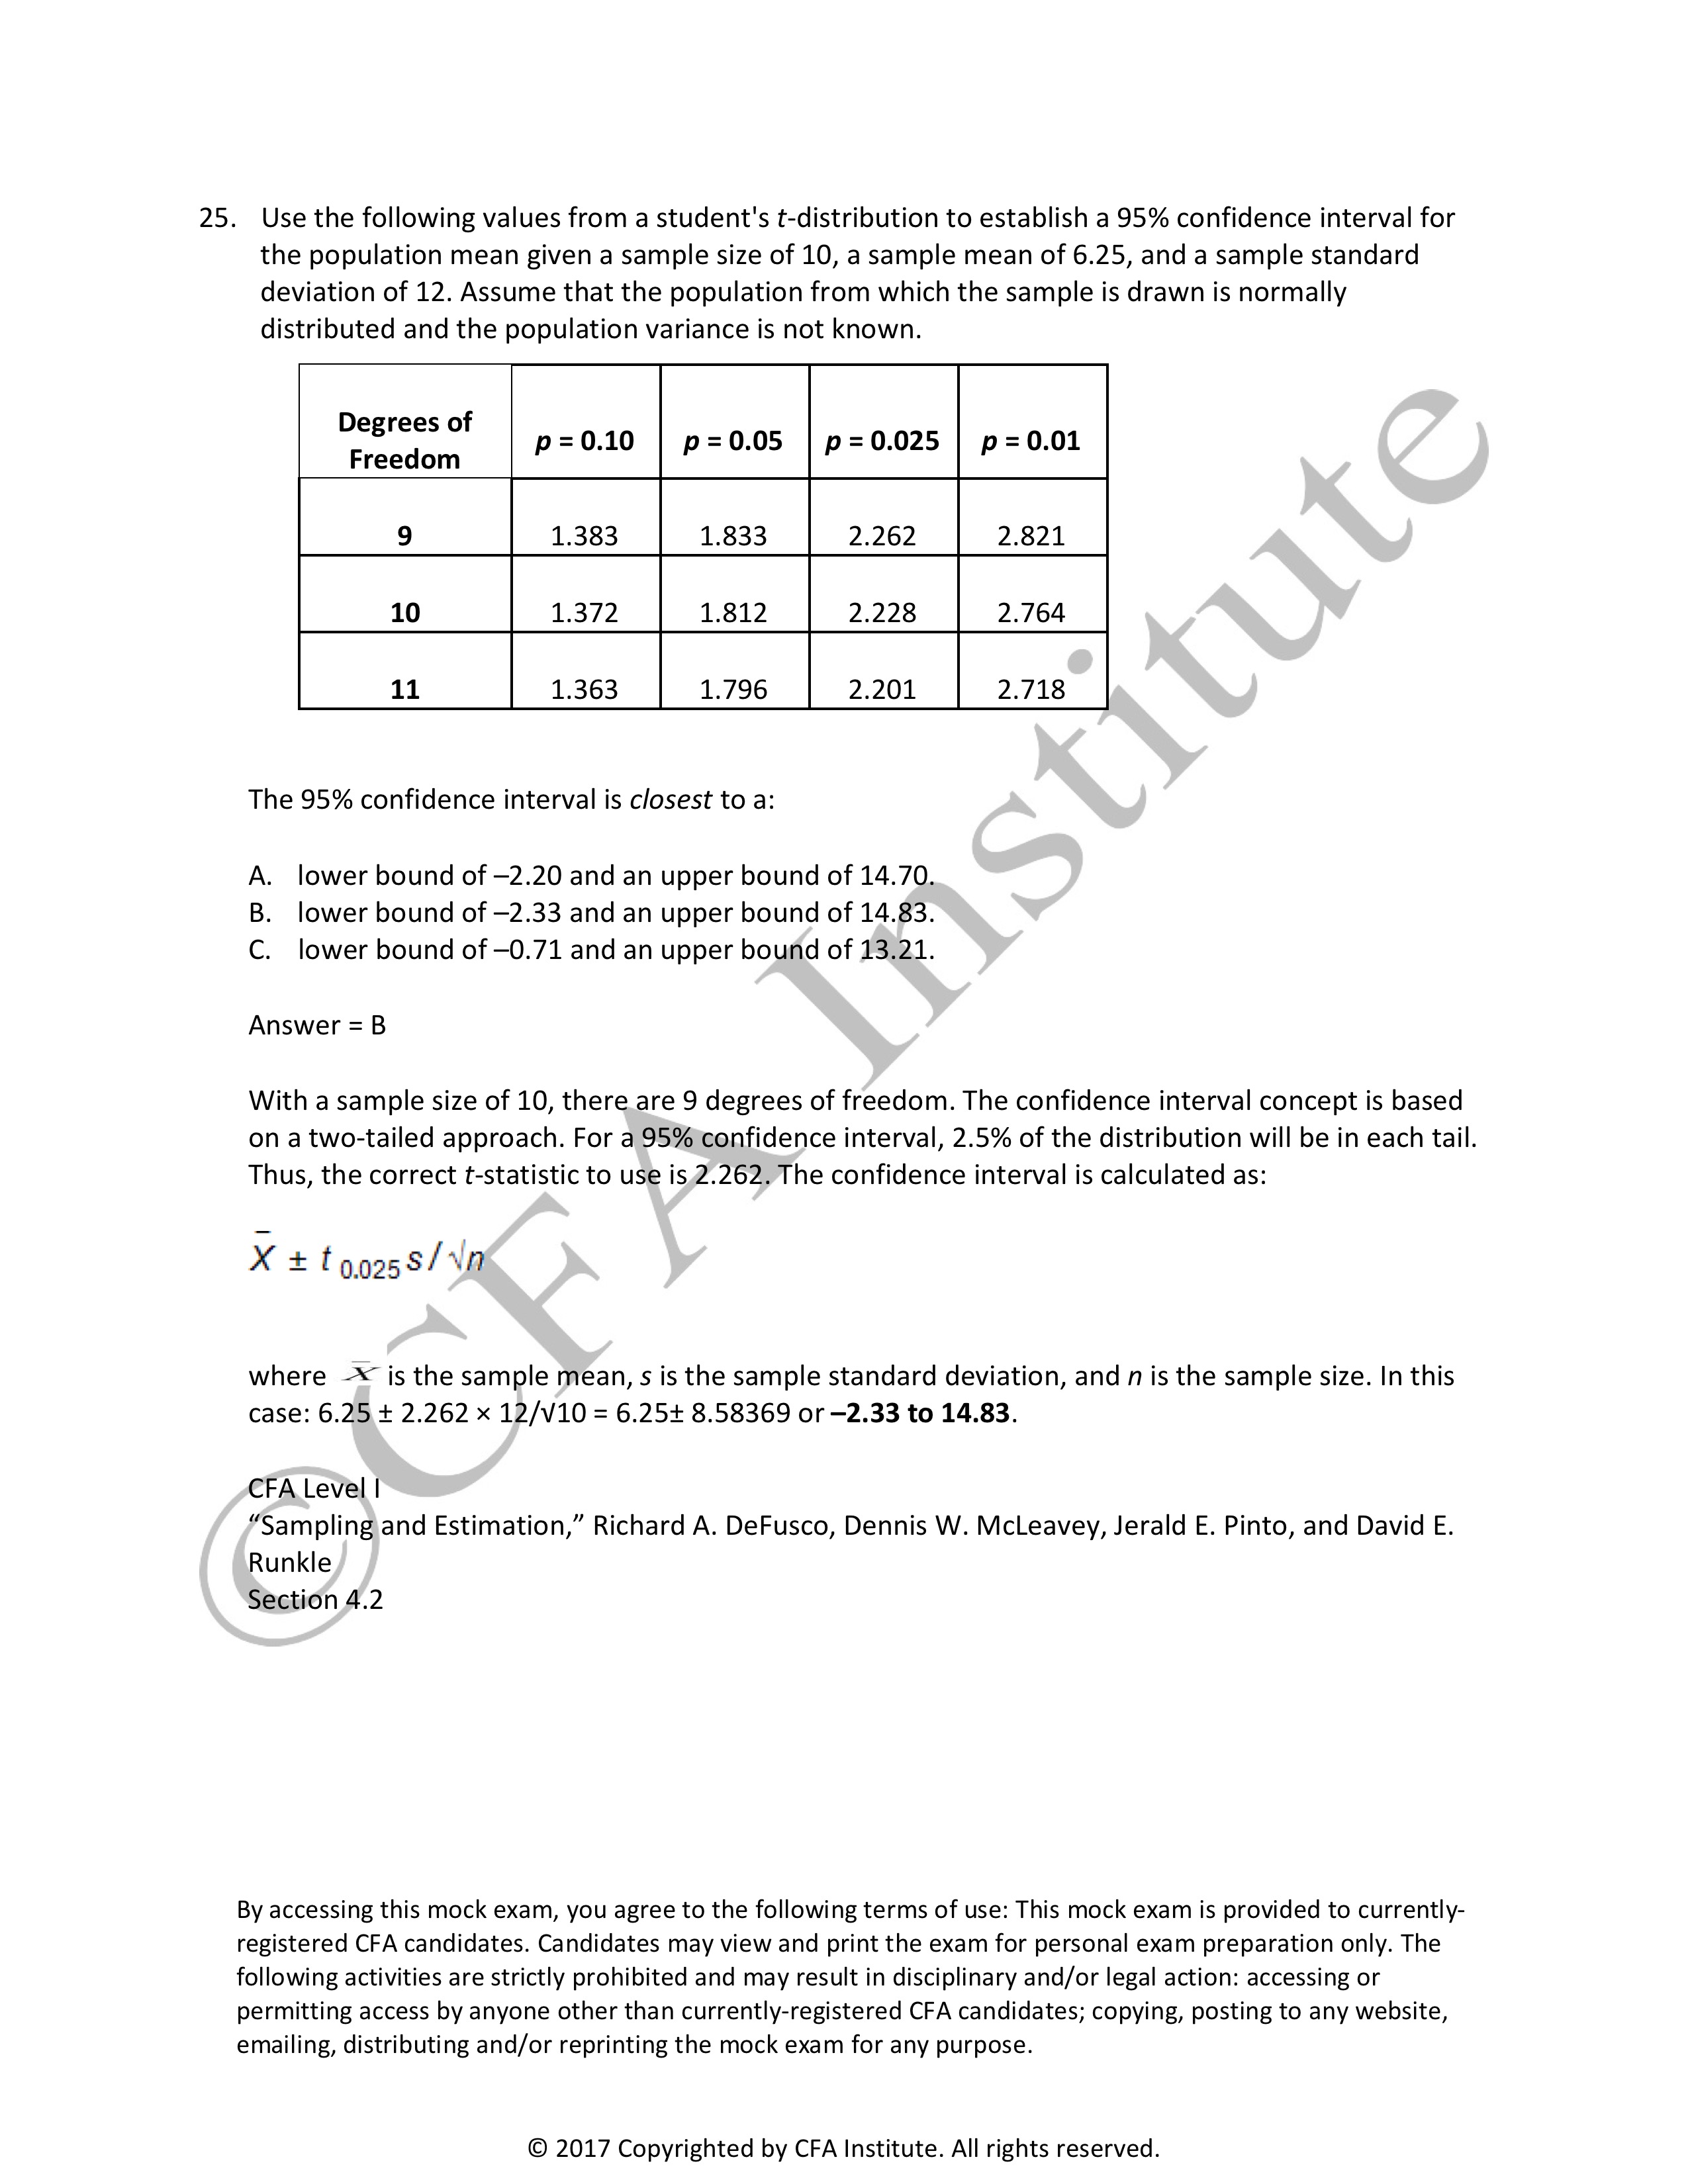 25. Use the following values from a student's t-distribution to establish a 95% confidence interval for
the population mean given a sample size of 10, a sample mean of 6.25, and a sample standard
deviation of 12. Assume that the population from which the sample is drawn is normally
distributed and the population variance is not known.
Degrees of
Freedom p = 0.10 p = 0.05 p = 0.025 p = 0.01
9 1.383 1.833 2.262 2.821
10 1.372 1.812 2.228 2.764
11 1.363 1.796 2.201 2.718
The 95% confidence interval is closest to a:
A. lower bound of –2.20 and an upper bound of 14.70.
B. lower bound of –2.33 and an upper bound of 14.83.
C. lower bound of –0.71 and an upper bound of 13.21.
Answer = B
With a sample size of 10, there are 9 degrees of freedom. The confidence interval concept is based
on a two-tailed approach. For a 95% confidence interval, 2.5% of the distribution will be in each tail.
Thus, the correct t-statistic to use is 2.262. The confidence interval is calculated as:
X̄ ± t 0.025 s/√n
where X̄ is the sample mean, s is the sample standard deviation, and n is the sample size. In this
case: 6.25 ± 2.262 × 12/√10 = 6.25± 8.58369 or –2.33 to 14.83.
CFA Level I
“Sampling and Estimation,” Richard A. DeFusco, Dennis W. McLeavey, Jerald E. Pinto, and David E.
Runkle
Section 4.2
By accessing this mock exam, you agree to the following terms of use: This mock exam is provided to currently-
registered CFA candidates. Candidates may view and print the exam for personal exam preparation only. The
following activities are strictly prohibited and may result in disciplinary and/or legal action: accessing or
permitting access by anyone other than currently-registered CFA candidates; copying, posting to any website,
emailing, distributing and/or reprinting the mock exam for any purpose.
© 2017 Copyrighted by CFA Institute. All rights reserved.
©CFA Institute